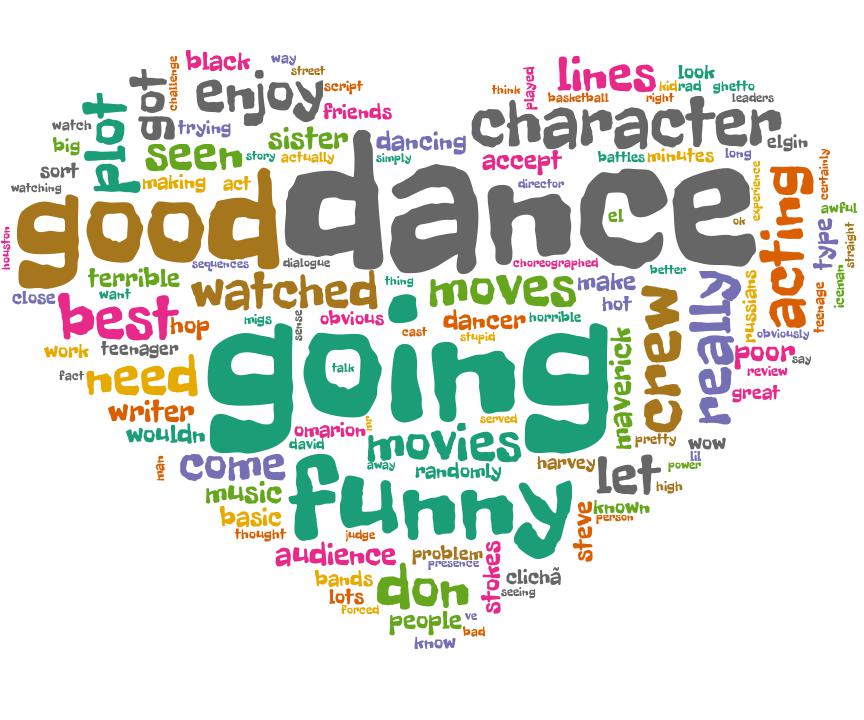 black
way
street
script
challenge
got
enjoy
friends
think
played
lines
kid
rad
look
ghetto
basketball
right
leaders
watch
big
sort
watching
plot
trying
seen
story
sister
actually
dancing
simply
character
elgin
accept
battles
minutes
long
making
act
director
experience
certainly
good
dance
el
ok
acting
type
awful
straight
iceman
houston
sequences
dialogue
choreographed
better
terrible
want
close
watched
thing
moves
make
hot
really
russians
teenage
best
hop
migs
sense
obvious
cast
dancer
horrible
stupid
crew
maverick
obviously
work
teenager
fact
need
going
talk
poor
say
review
great
writer
wouldn
omarion
mr
david
served
pretty
wow
lil
power
man
come
movies
away
randomly
harvey
let
high
music
basic
thought
funny
judge
steve
known
person
audience
problem
presence
stokes
clichã
seeing
bands
lots
forced
don
people
ve
bad
know